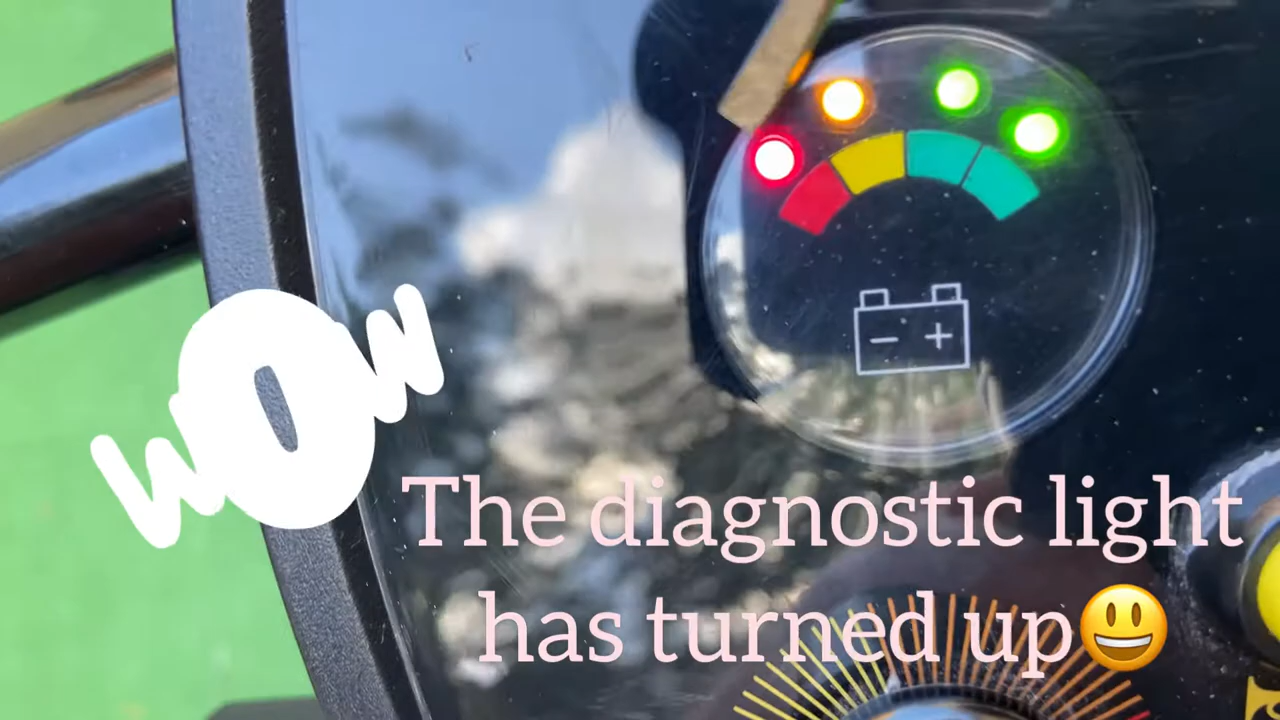 WOW
The diagnostic light
has turned up😃
- +